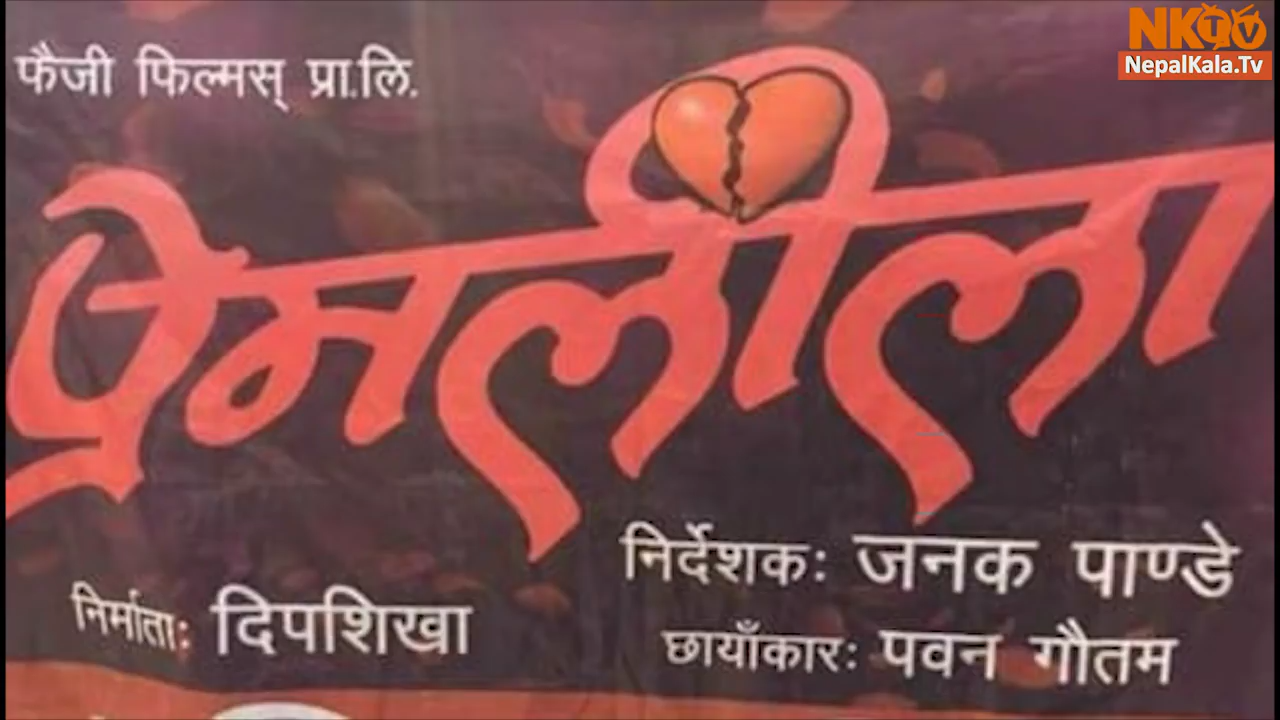 NKTV
NepalKala.Tv
फैजी फिल्मस् प्रा.लि.
प्रेमलीला
निर्देशक: जनक पाण्डे
निर्माता: दिपशिखा
छायाँकार: पवन गौतम